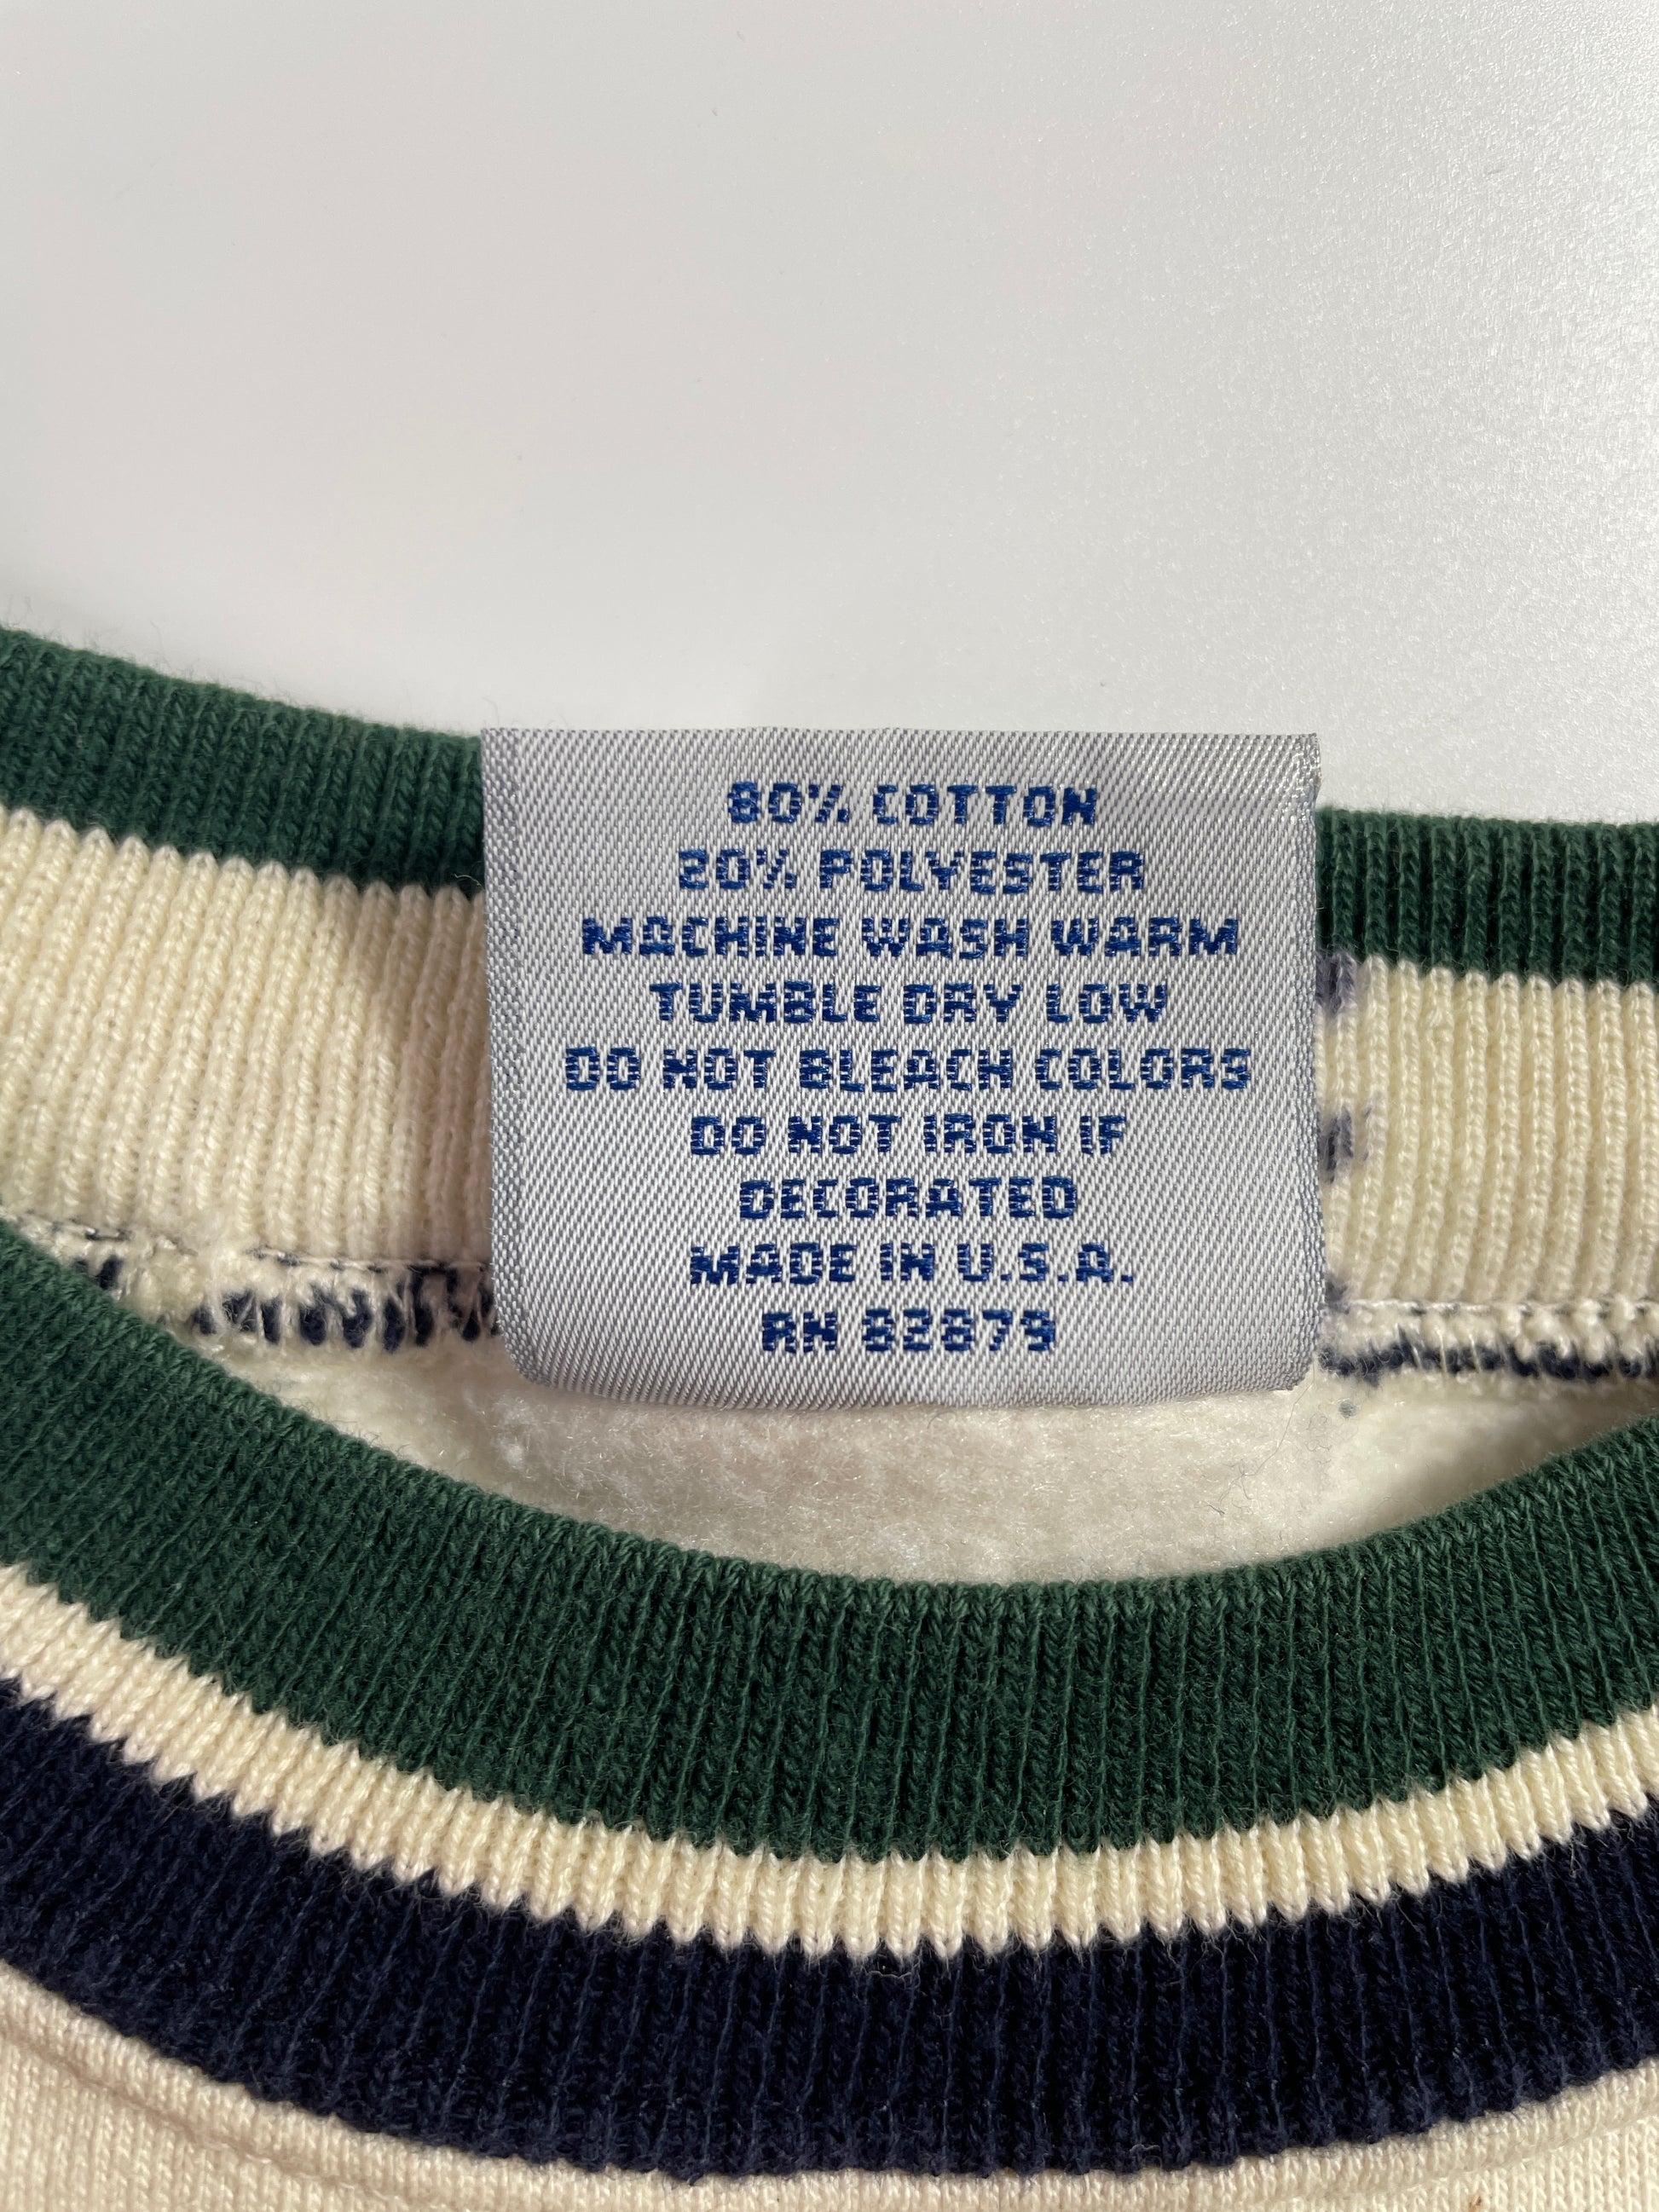 80% COTTON
20% POLYESTER
MACHINE WASH WARM
TUMBLE DRY LOW
DO NOT BLEACH COLORS
DO NOT IRON IF
DECORATED
MADE IN U.S.A.
RN 82879